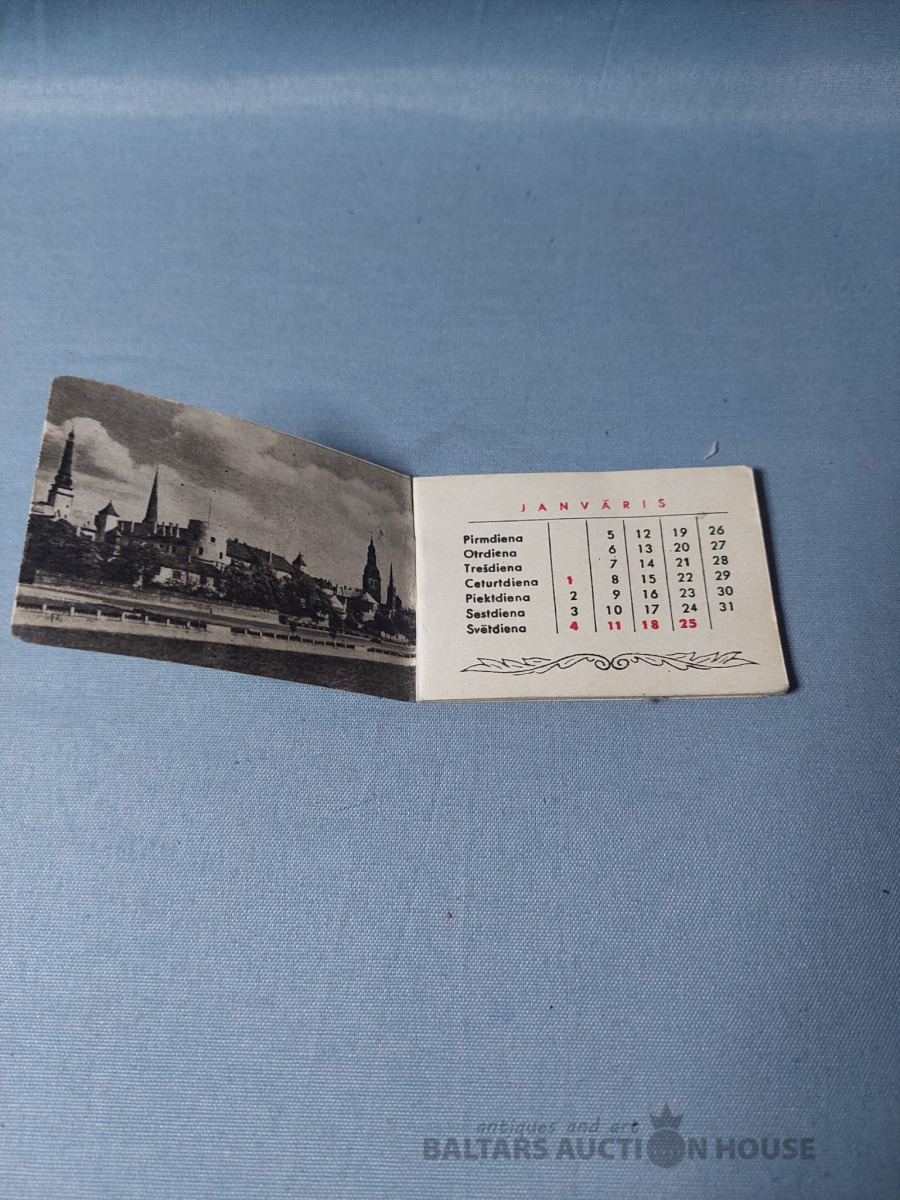 JANVĀRIS
Pirmdiena 5 12 19 26
Otrdiena 6 13 20 27
Trešdiena 7 14 21 28
Ceturtdiena 1 8 15 22 29
Piektdiena 2 9 16 23 30
Sestdiena 3 10 17 24 31
Svētdiena 4 11 18 25
antiques and art
BALTARS AUCTION HOUSE